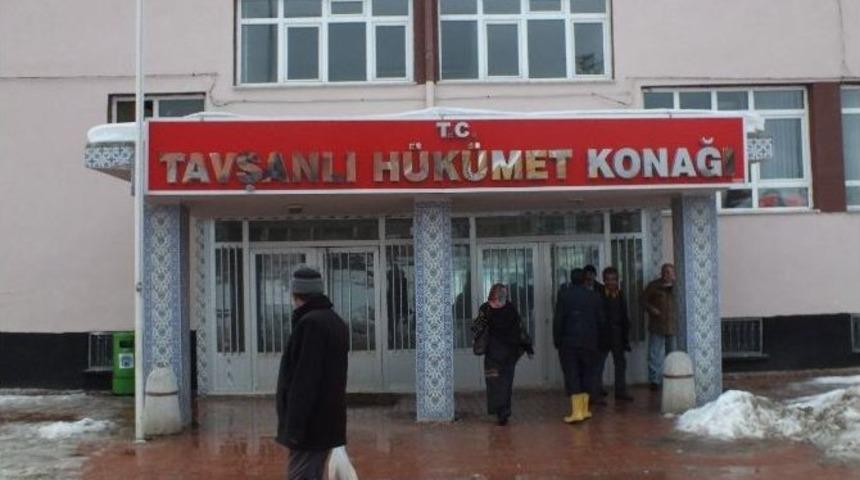 T.C.
TAVŞANLI HÜKÜMET KONAĞI